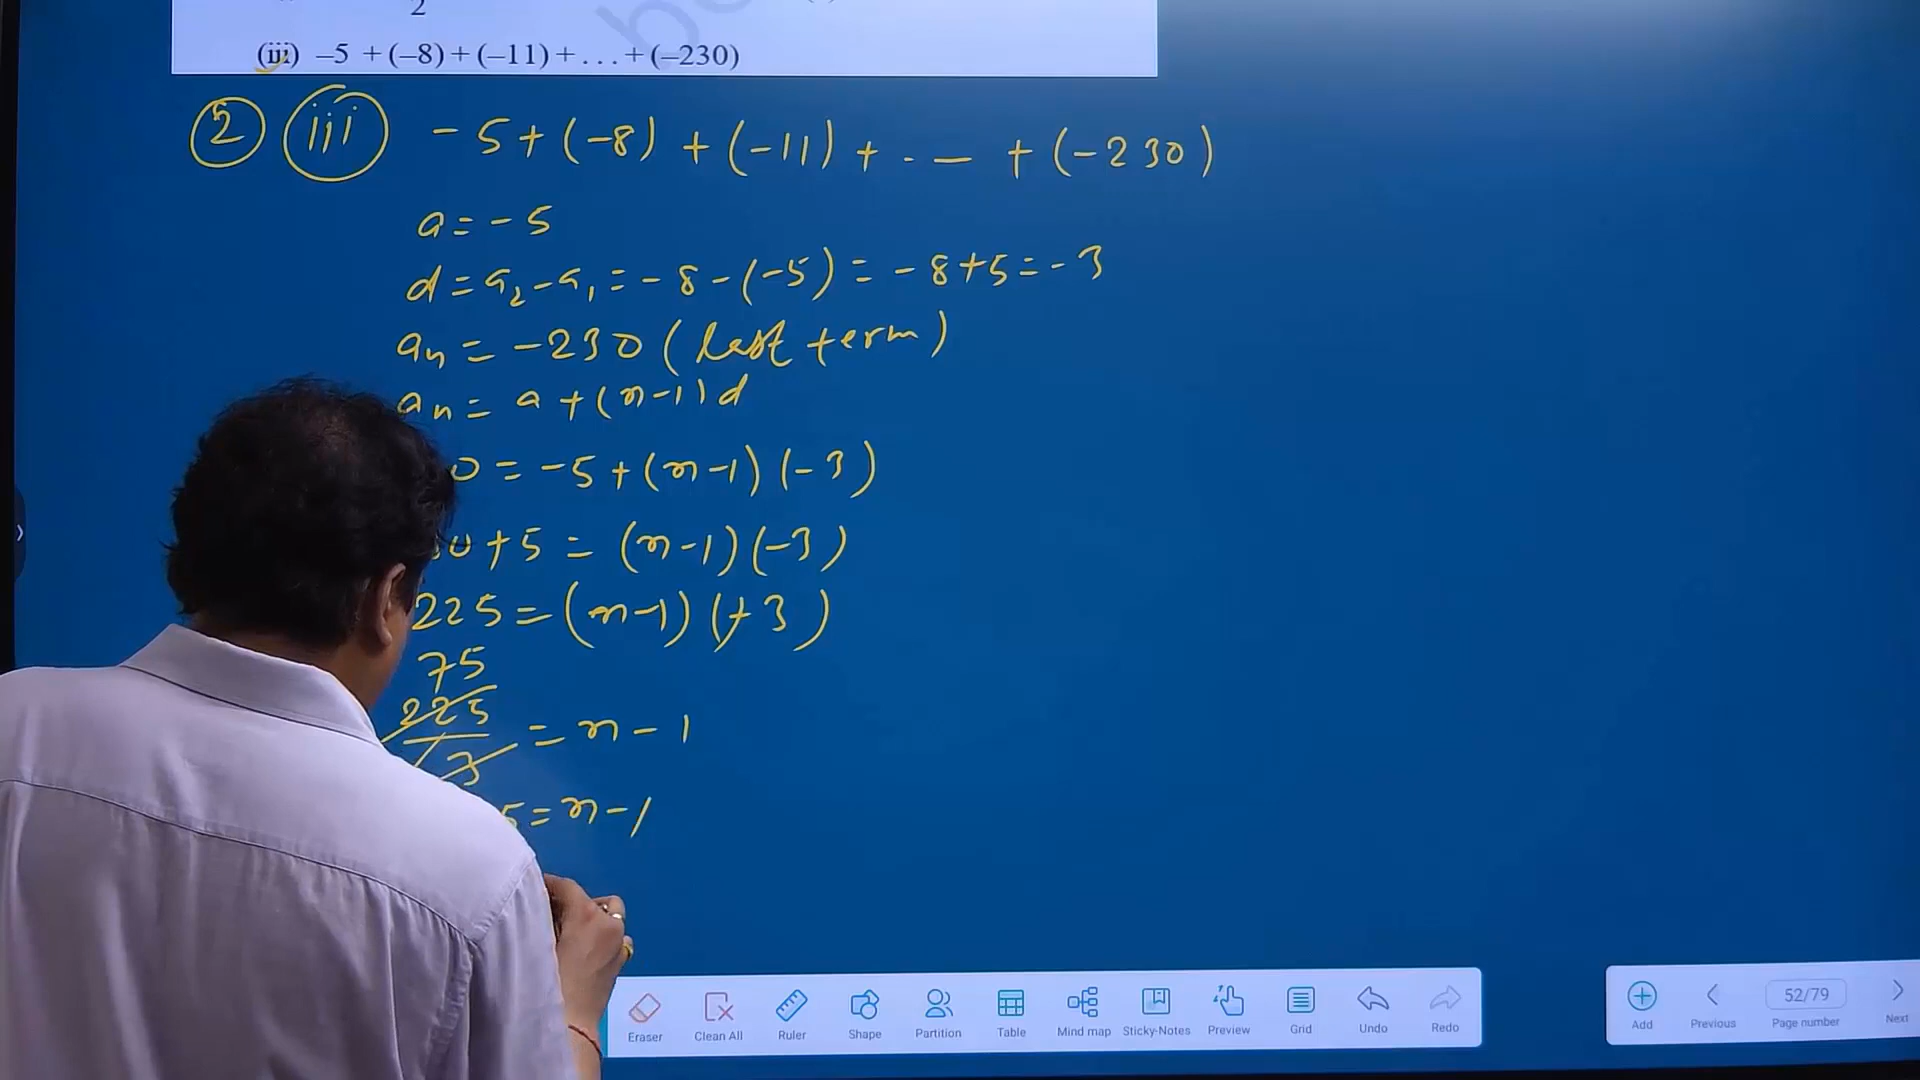 2
(iii) –5 + (–8) + (–11) + . . . + (–230)
2 iii - 5 + (-8) + (-11) + . — + (-230)
a = - 5
d = a₂ - a₁ = - 8 - (-5) = - 8 + 5 = - 3
aₙ = - 230 (last term)
aₙ = a + (n-1) d
0 = -5 + (n-1) (-3)
0 + 5 = (n-1) (-3)
225 = (n-1) (+3)
75
225/3 = n - 1
5 = n - 1
Eraser Clean All Ruler Shape Partition Table Mind map Sticky-Notes Preview Grid Undo Redo
Add Previous 52/79 Page number Next